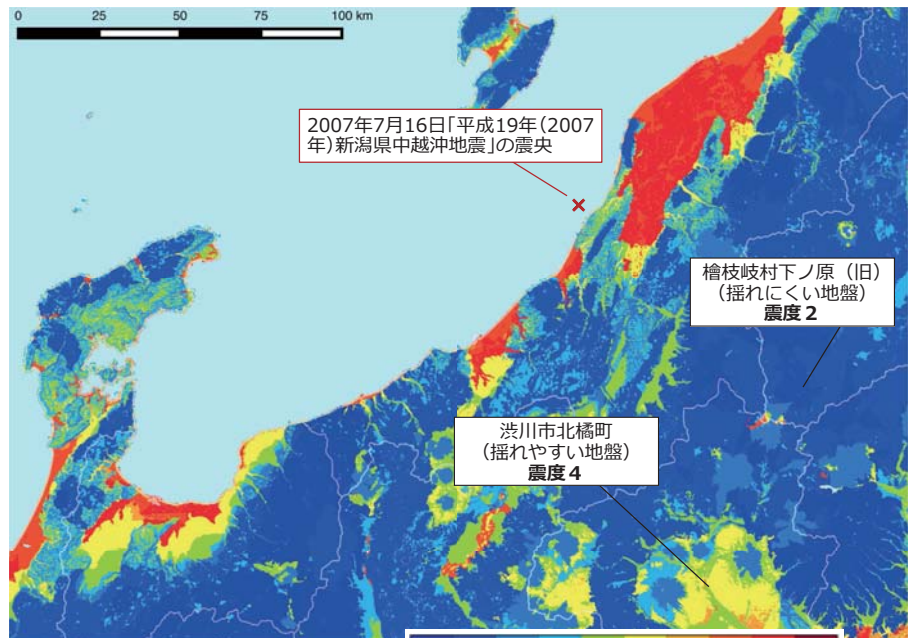 0 25 50 75 100 km
2007年7月16日「平成19年(2007
年)新潟県中越沖地震」の震央
檜枝岐村下ノ原（旧）
（揺れにくい地盤）
震度２
渋川市北橘町
（揺れやすい地盤）
震度４